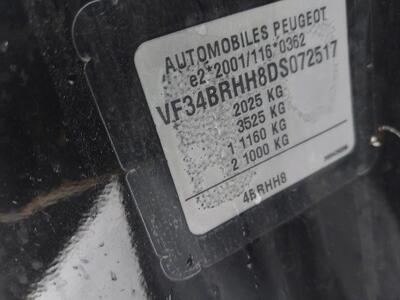 AUTOMOBILES PEUGEOT
e2*2001/116*0362
VF34BRHH8DS072517
2025 KG
3525 KG
1 1160 KG
2 1000 KG
4BRHH8